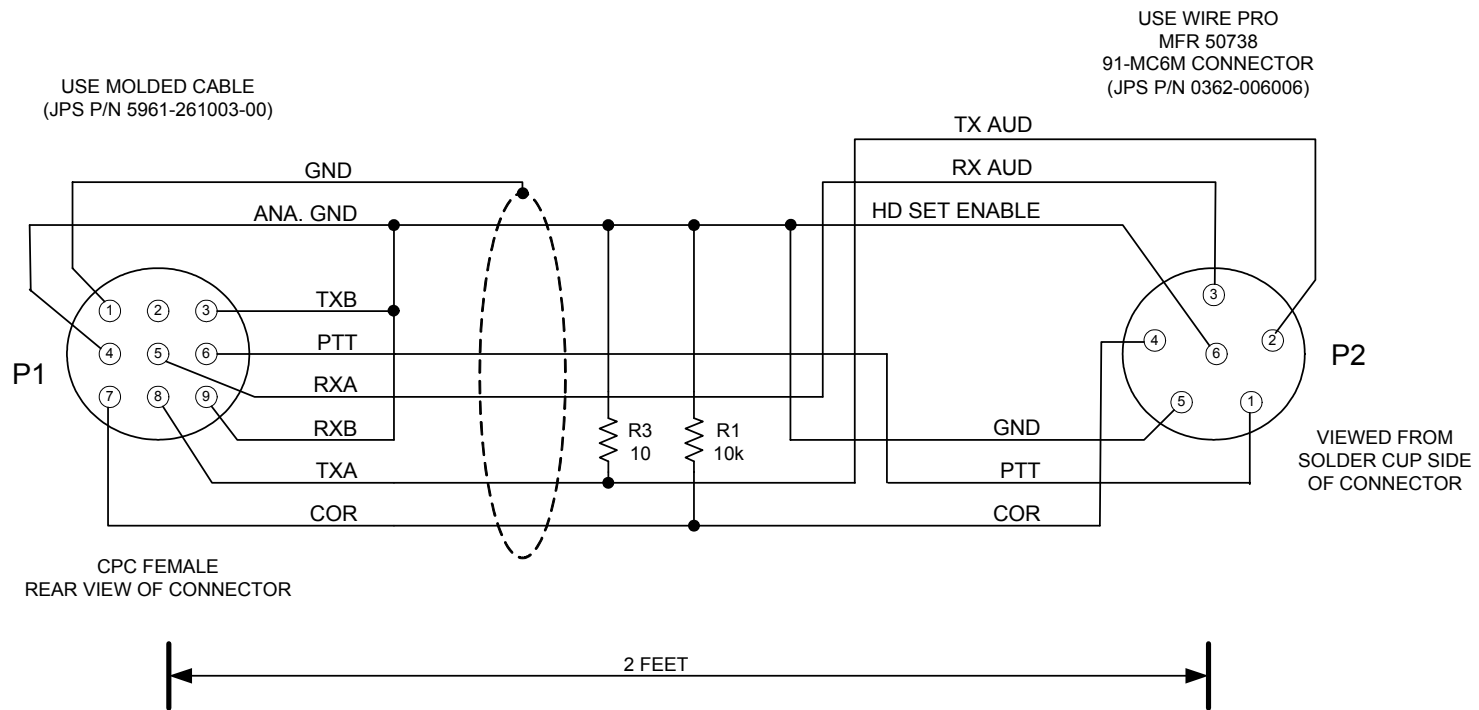 USE WIRE PRO
MFR 50738
91-MC6M CONNECTOR
(JPS P/N 0362-006006)
USE MOLDED CABLE
(JPS P/N 5961-261003-00)
TX AUD
GND
RX AUD
ANA. GND
HD SET ENABLE
1
2
3
TXB
3
PTT
4
2
4
5
6
6
P1
P2
RXA
7
8
9
5
1
RXB
R3
10
R1
10k
GND
TXA
PTT
VIEWED FROM
SOLDER CUP SIDE
OF CONNECTOR
COR
COR
CPC FEMALE
REAR VIEW OF CONNECTOR
2 FEET